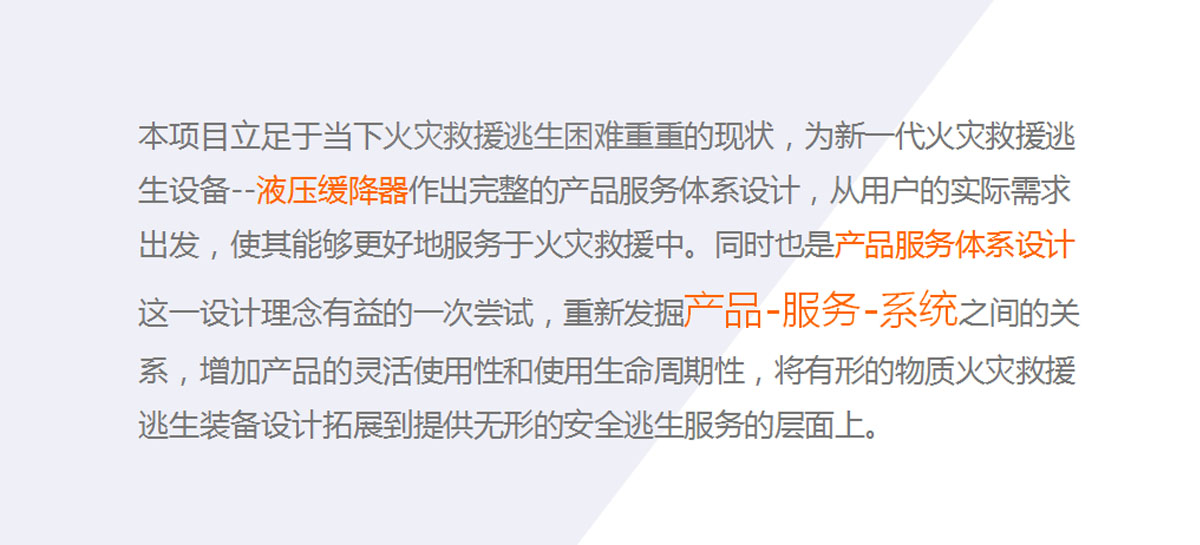 本项目立足于当下火灾救援逃生困难重重的现状，为新一代火灾救援逃
生设备--液压缓降器作出完整的产品服务体系设计，从用户的实际需求
出发，使其能够更好地服务于火灾救援中。同时也是产品服务体系设计
这一设计理念有益的一次尝试，重新发掘产品-服务-系统之间的关
系，增加产品的灵活使用性和使用生命周期性，将有形的物质火灾救援
逃生装备设计拓展到提供无形的安全逃生服务的层面上。